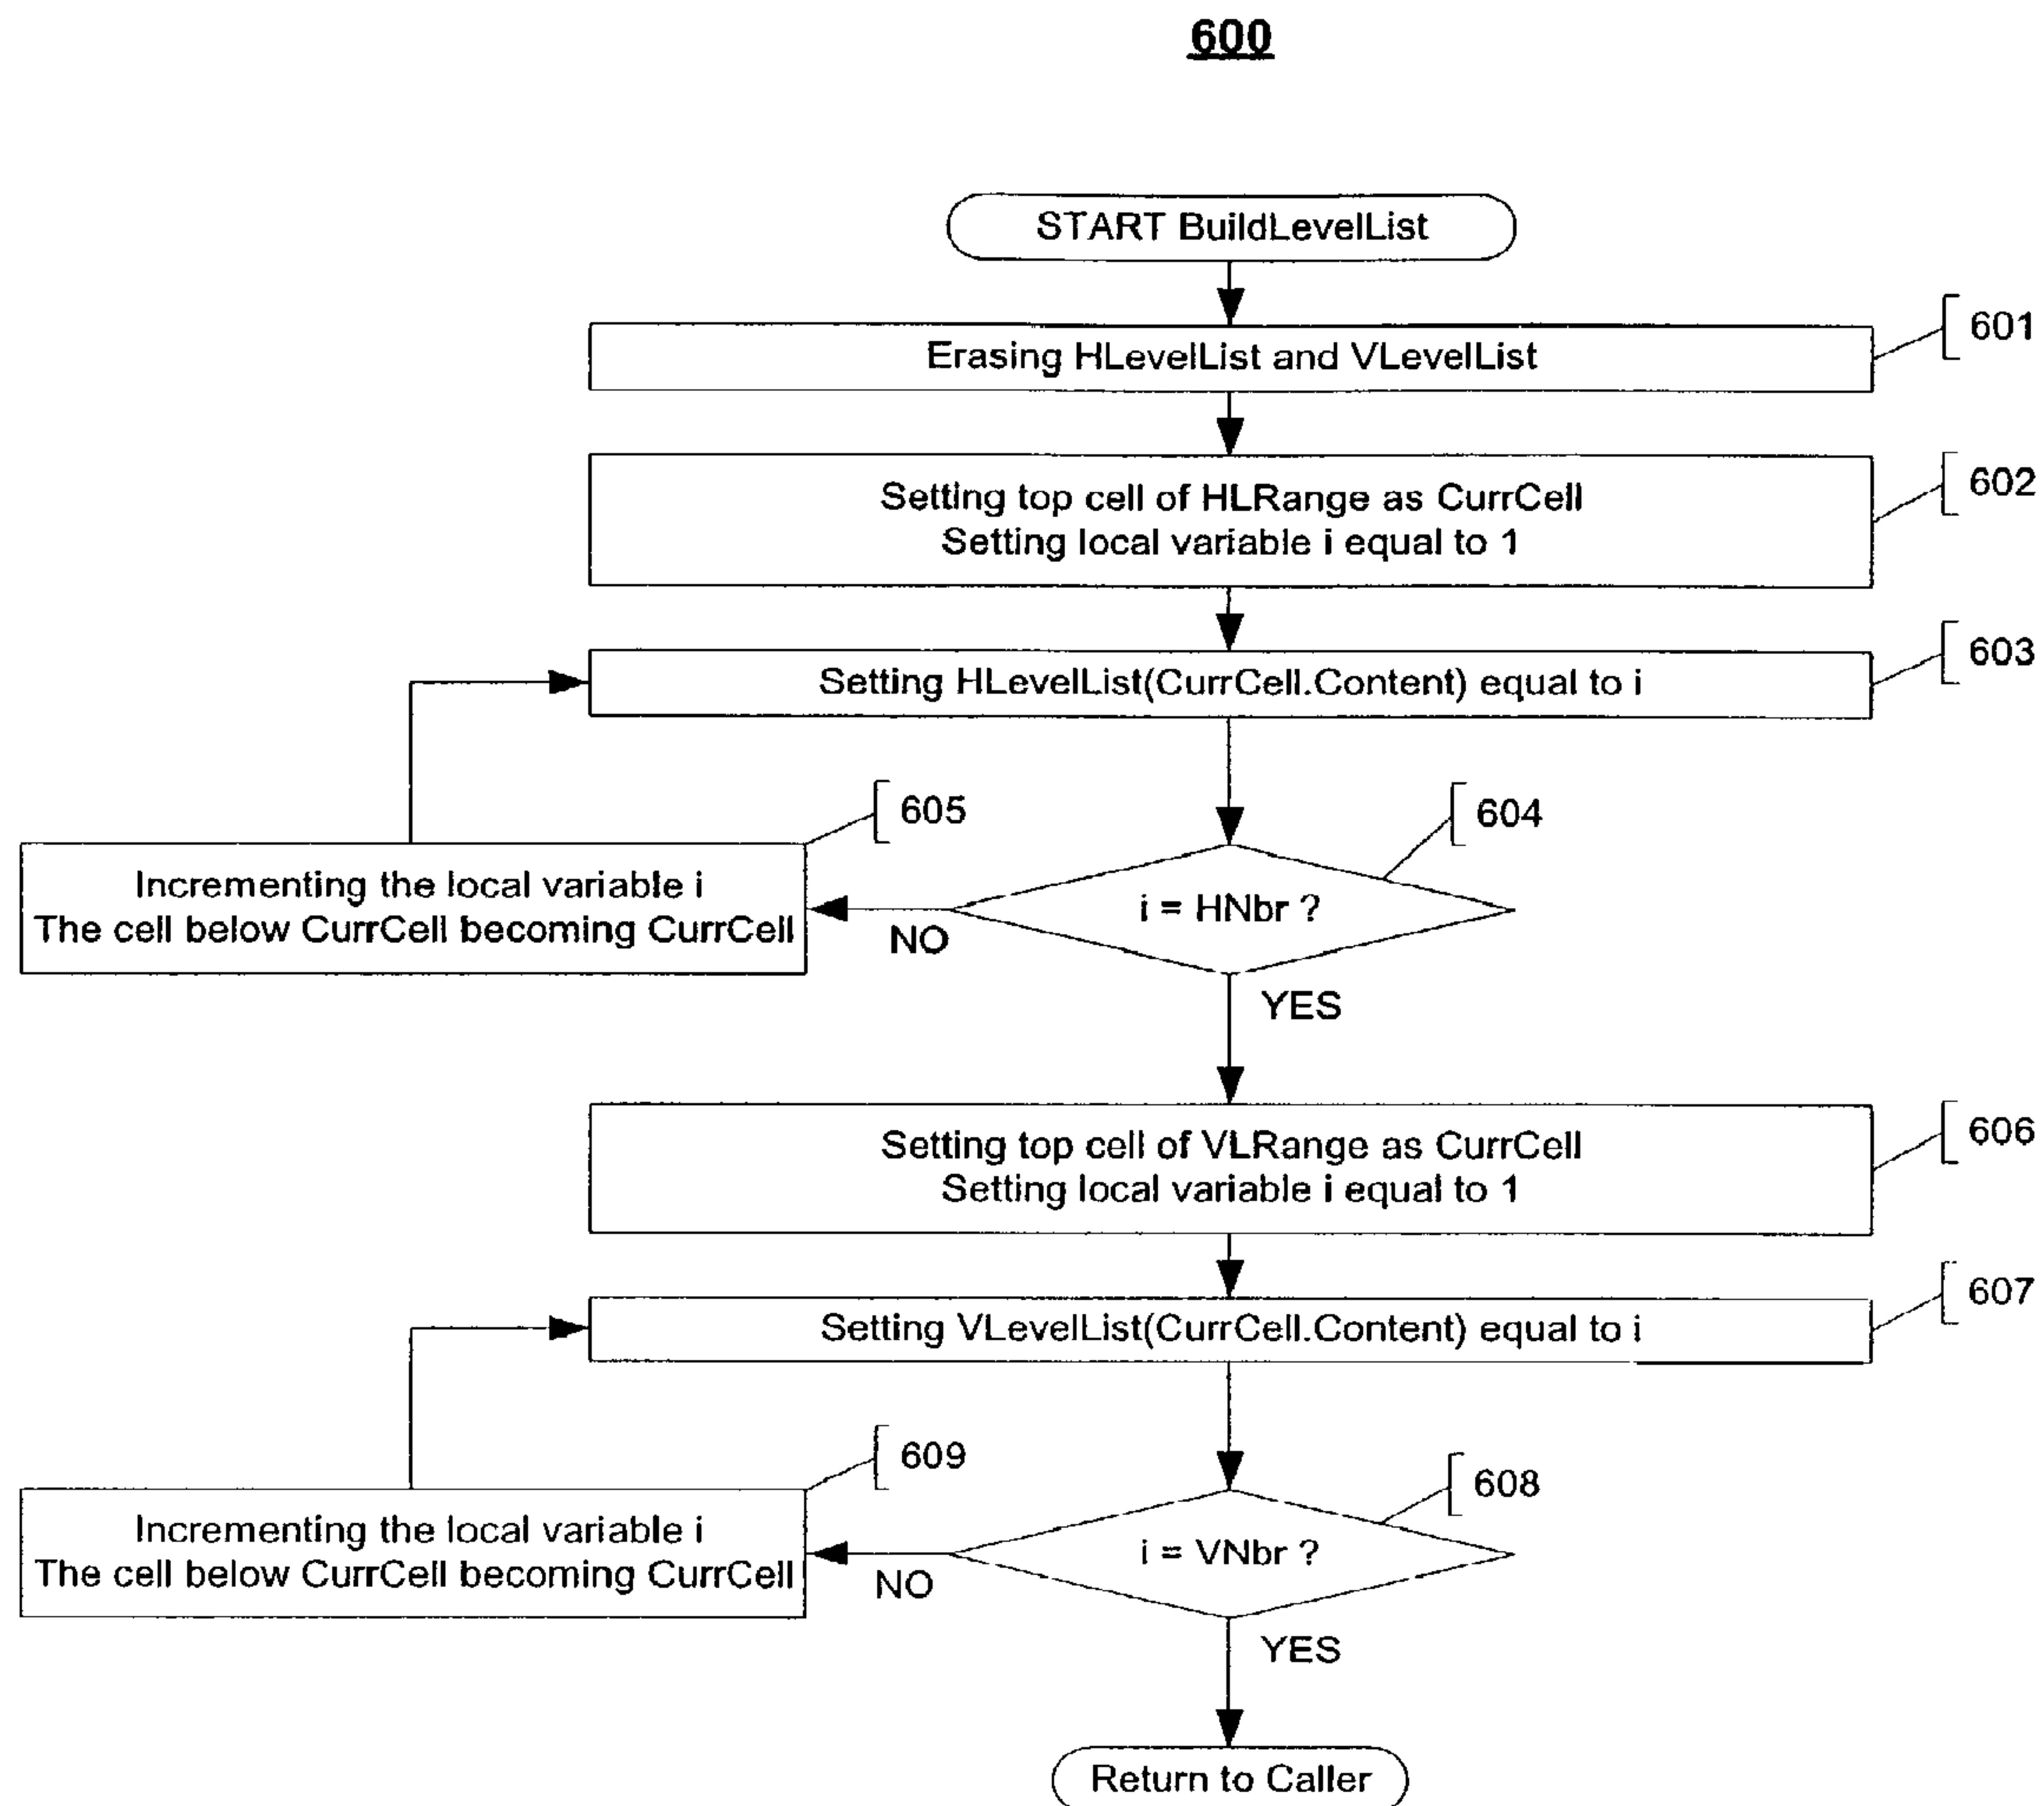 600
START BuildLevelList
601
Erasing HLevelList and VLevelList
602
Setting top cell of HLRange as CurrCell
Setting local variable i equal to 1
603
Setting HLevelList(CurrCell.Content) equal to i
605
604
Incrementing the local variable i
The cell below CurrCell becoming CurrCell
i = HNbr ?
NO
YES
606
Setting top cell of VLRange as CurrCell
Setting local variable i equal to 1
607
Setting VLevelList(CurrCell.Content) equal to i
609
608
Incrementing the local variable i
The cell below CurrCell becoming CurrCell
i = VNbr ?
NO
YES
Return to Caller